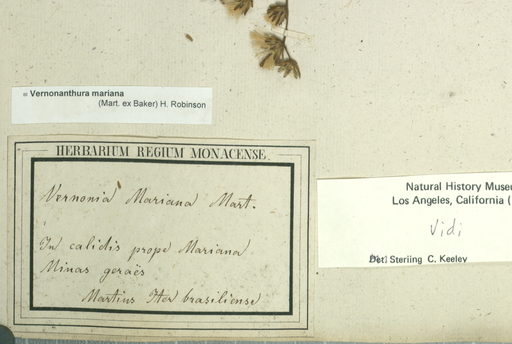 = Vernonanthura mariana
(Mart. ex Baker) H. Robinson
HERBARIUM REGIUM MONACENSE.
Vernonia Mariana Mart.
In calidis prope Mariana
Minas geraës
Martius Iter brasiliense
Natural History Muse
Los Angeles, California (
Vidi
Det. Sterling C. Keeley